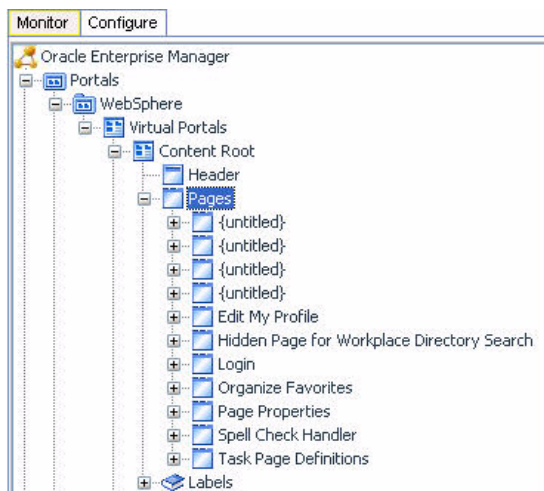 Monitor Configure
Oracle Enterprise Manager
Portals
WebSphere
Virtual Portals
Content Root
Header
Pages
{untitled}
{untitled}
{untitled}
{untitled}
Edit My Profile
Hidden Page for Workplace Directory Search
Login
Organize Favorites
Page Properties
Spell Check Handler
Task Page Definitions
Labels